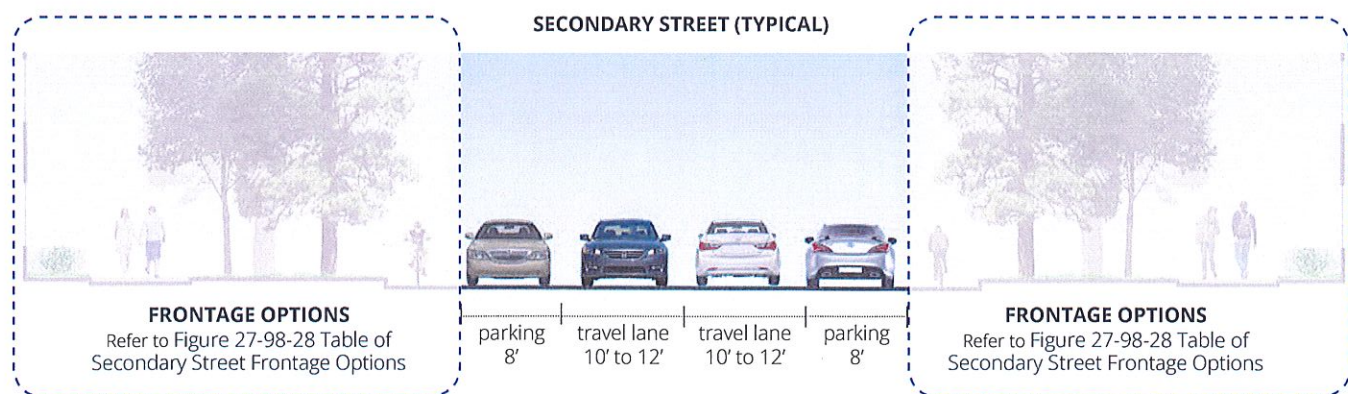 SECONDARY STREET (TYPICAL)
FRONTAGE OPTIONS
Refer to Figure 27-98-28 Table of
Secondary Street Frontage Options
parking
8'
travel lane
10' to 12'
travel lane
10' to 12'
parking
8'
FRONTAGE OPTIONS
Refer to Figure 27-98-28 Table of
Secondary Street Frontage Options